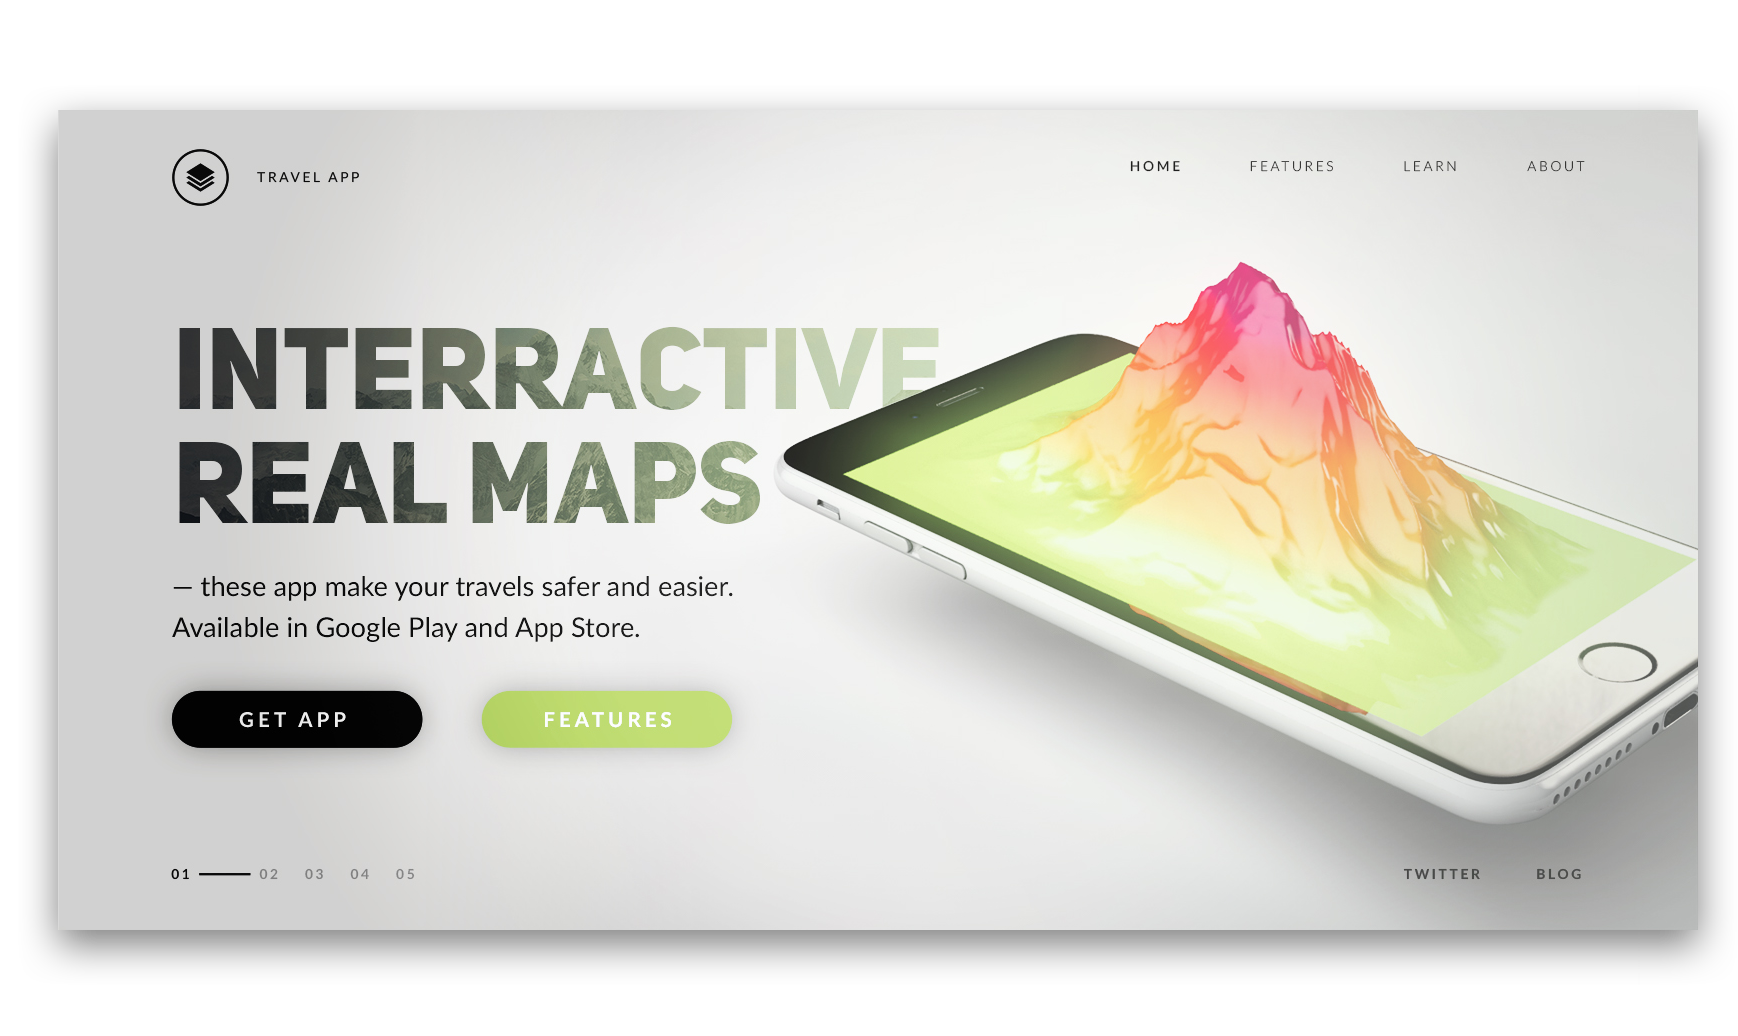 TRAVEL APP
HOME FEATURES LEARN ABOUT
INTERRACTIVE
REAL MAPS
— these app make your travels safer and easier.
Available in Google Play and App Store.
GET APP FEATURES
01 02 03 04 05
TWITTER BLOG